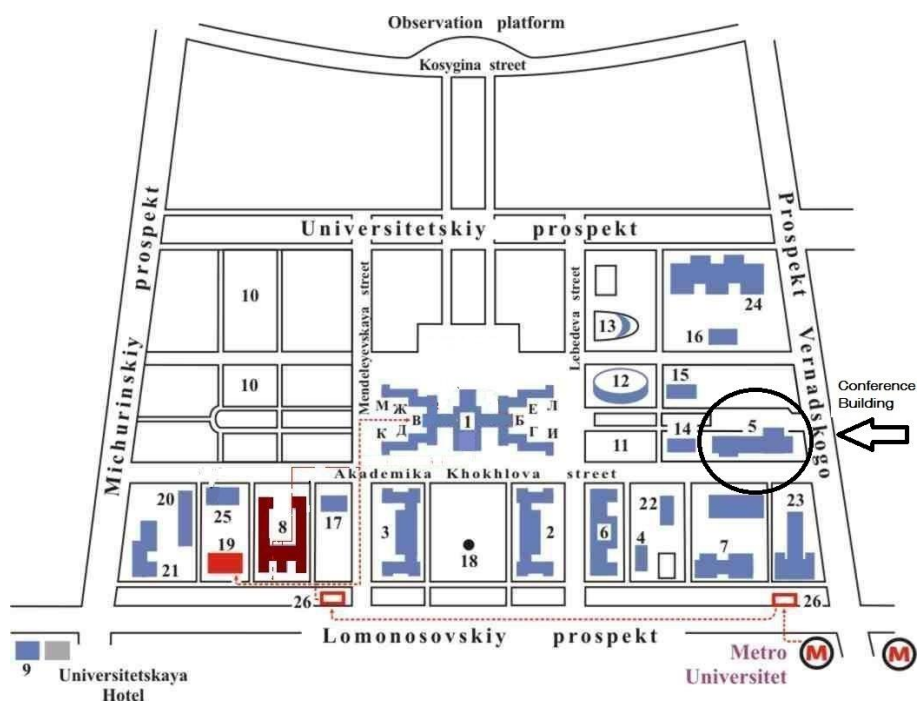 Observation platform
Kosygina street
Michurinskiy prospekt
Prospekt Vernadskogo
Universitetskiy prospekt
Mendeleyevskaya street
Lebedeva street
10
10
24
13
16
12
15
М Ж
В
К Д
1
Е Л
Б
Г И
11
14
5
Conference
Building
Akademika Khokhlova street
20
25
19
21
8
17
3
18
2
6
22
4
7
23
26
26
Lomonosovskiy prospekt
9
Universitetskaya
Hotel
Metro
Universitet
M
M